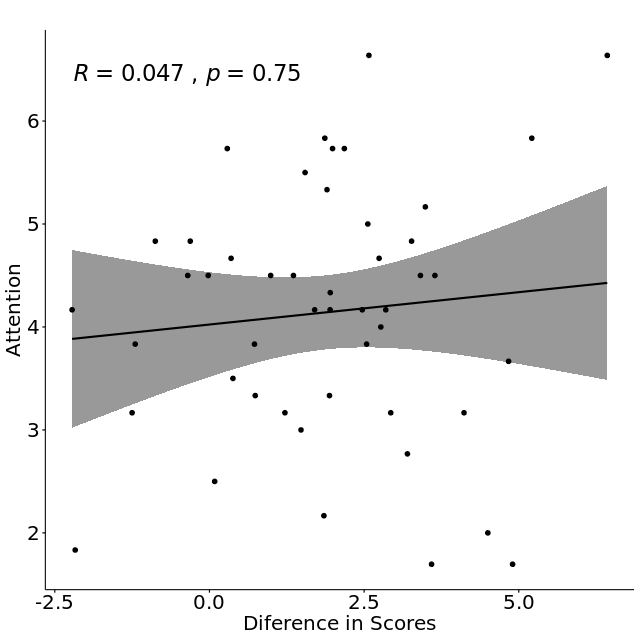 R = 0.047 , p = 0.75
6
5
4
3
2
Attention
-2.5 0.0 2.5 5.0
Diference in Scores